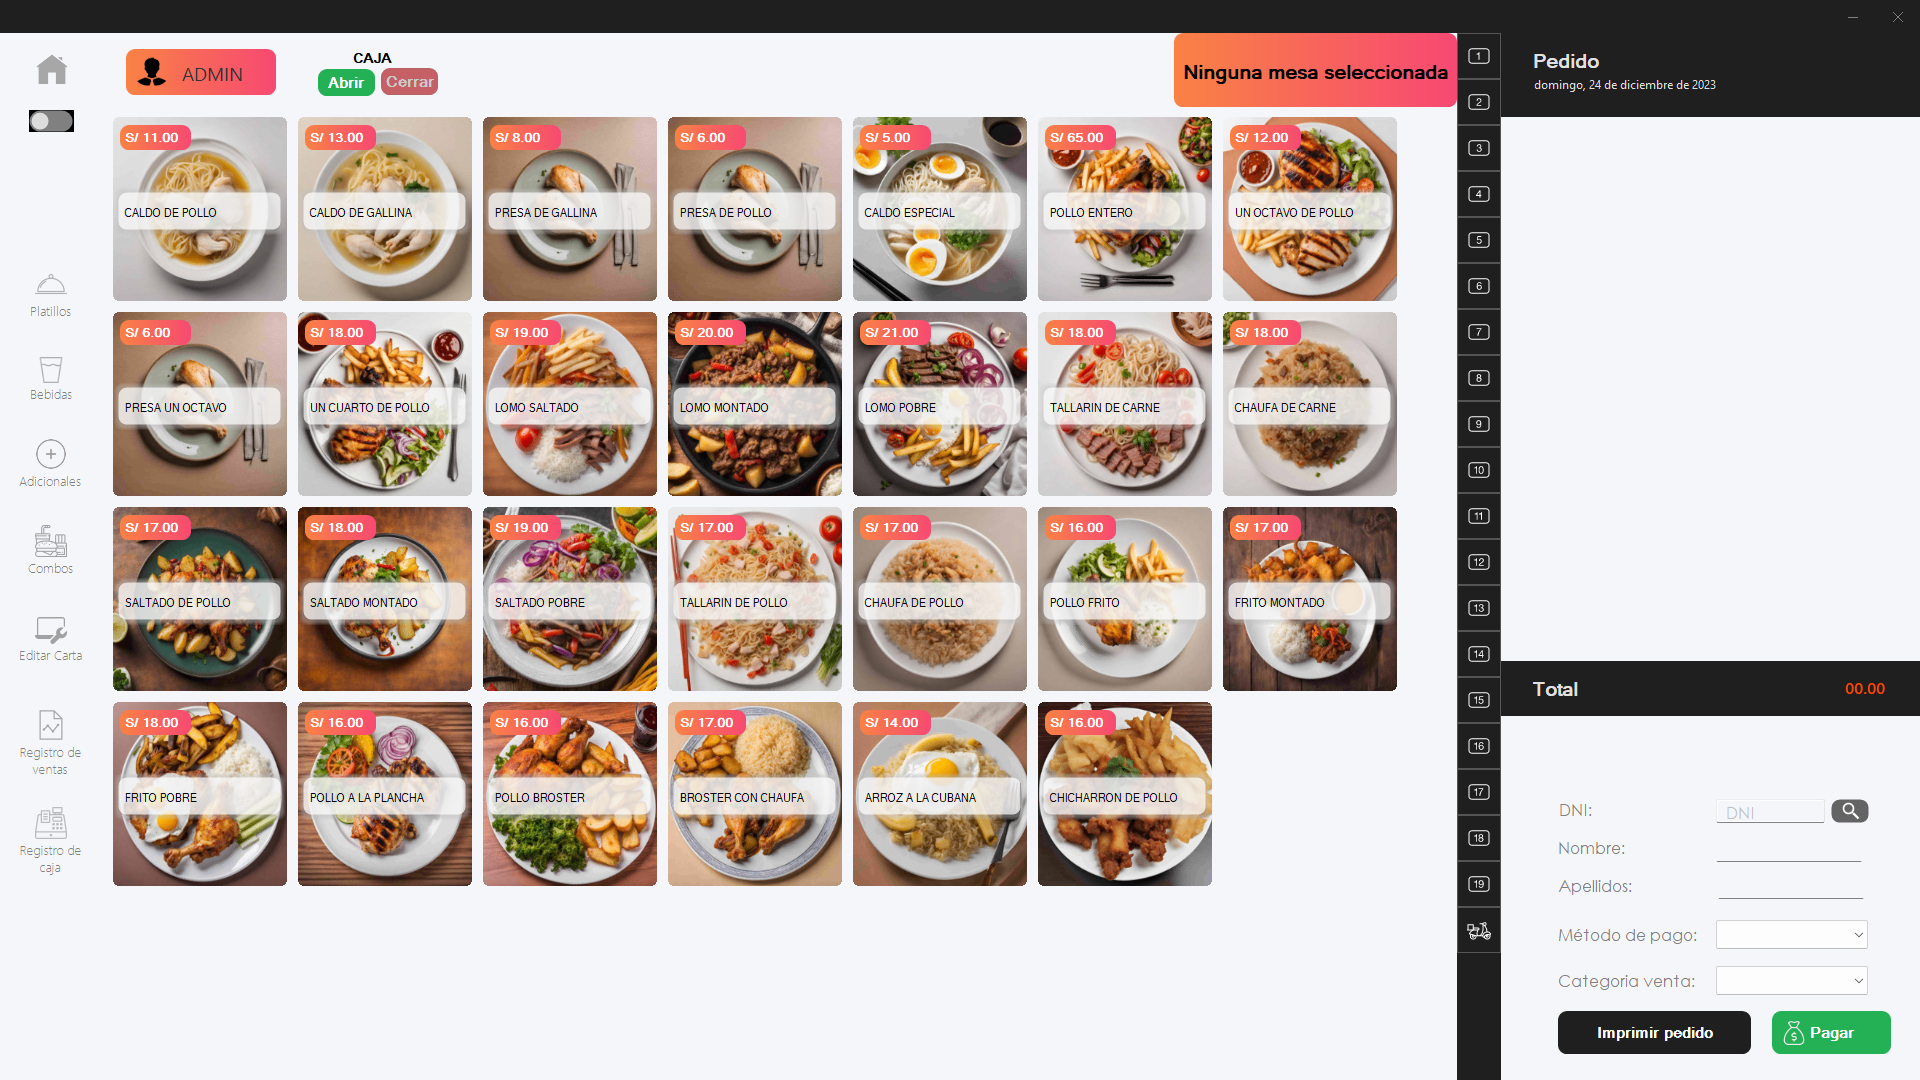 ADMIN
CAJA
Abrir
Cerrar
Ninguna mesa seleccionada
Platillos
Bebidas
Adicionales
Combos
Editar Carta
Registro de
ventas
Registro de
caja
S/ 11.00
CALDO DE POLLO
S/ 13.00
CALDO DE GALLINA
S/ 8.00
PRESA DE GALLINA
S/ 6.00
PRESA DE POLLO
S/ 5.00
CALDO ESPECIAL
S/ 65.00
POLLO ENTERO
S/ 12.00
UN OCTAVO DE POLLO
S/ 6.00
PRESA UN OCTAVO
S/ 18.00
UN CUARTO DE POLLO
S/ 19.00
LOMO SALTADO
S/ 20.00
LOMO MONTADO
S/ 21.00
LOMO POBRE
S/ 18.00
TALLARIN DE CARNE
S/ 18.00
CHAUFA DE CARNE
S/ 17.00
SALTADO DE POLLO
S/ 18.00
SALTADO MONTADO
S/ 19.00
SALTADO POBRE
S/ 17.00
TALLARIN DE POLLO
S/ 17.00
CHAUFA DE POLLO
S/ 16.00
POLLO FRITO
S/ 17.00
FRITO MONTADO
S/ 18.00
FRITO POBRE
S/ 16.00
POLLO A LA PLANCHA
S/ 16.00
POLLO BROSTER
S/ 17.00
BROSTER CON CHAUFA
S/ 14.00
ARROZ A LA CUBANA
S/ 16.00
CHICHARRON DE POLLO
1
2
3
4
5
6
7
8
9
10
11
12
13
14
15
16
17
18
19
Pedido
domingo, 24 de diciembre de 2023
Total
00.00
DNI:
DNI
Nombre:
Apellidos:
Método de pago:
Categoria venta:
Imprimir pedido
Pagar